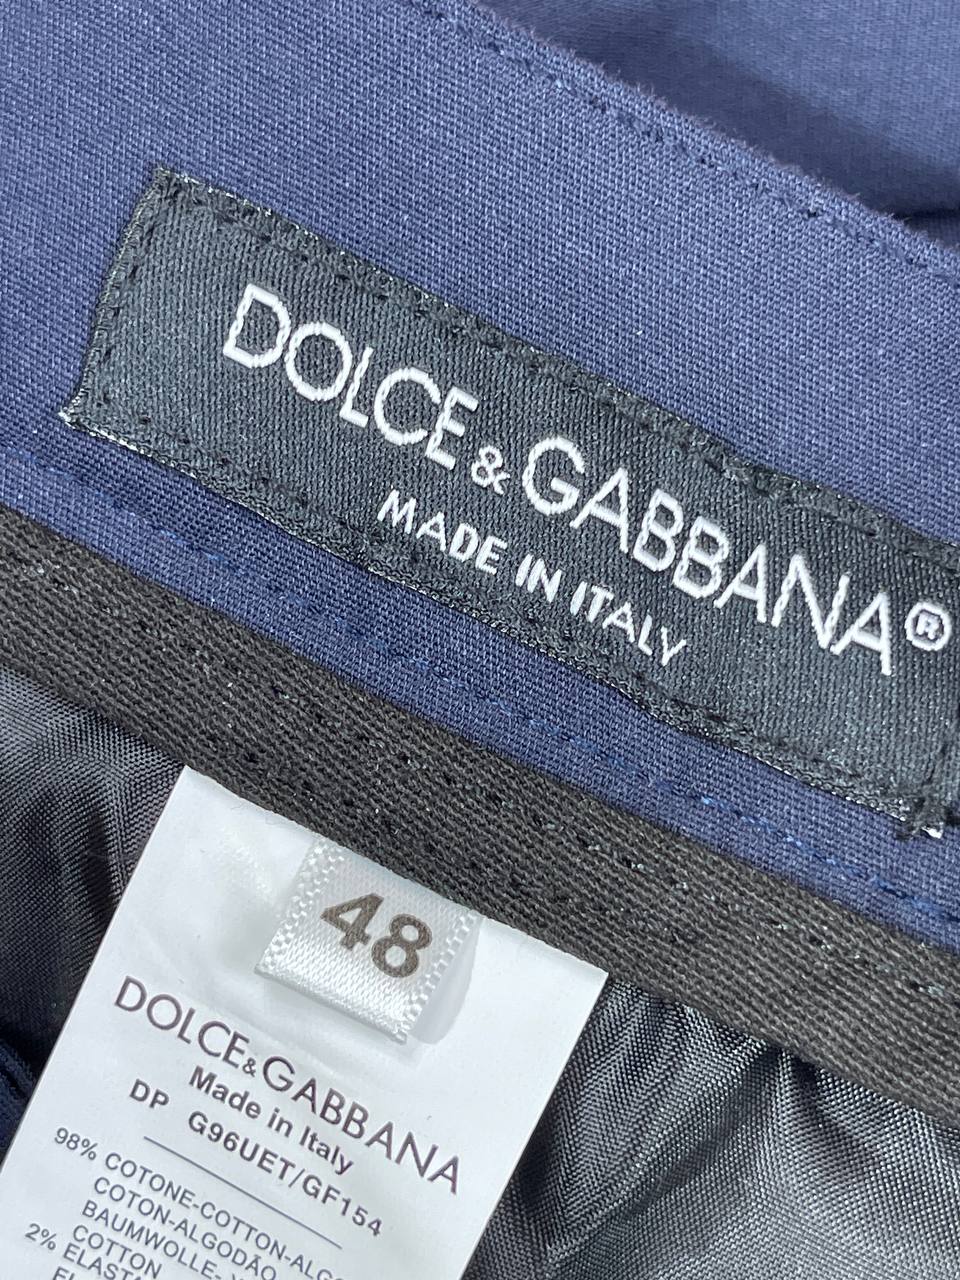 DOLCE&GABBANA®
MADE IN ITALY
48
DOLCE&GABBANA
Made in Italy
DP G96UET/GF154
98% COTONE-COTTON-ALGO
COTON-ALGODÃO
BAUMWOLLE-
COTTON
2% ELASTA